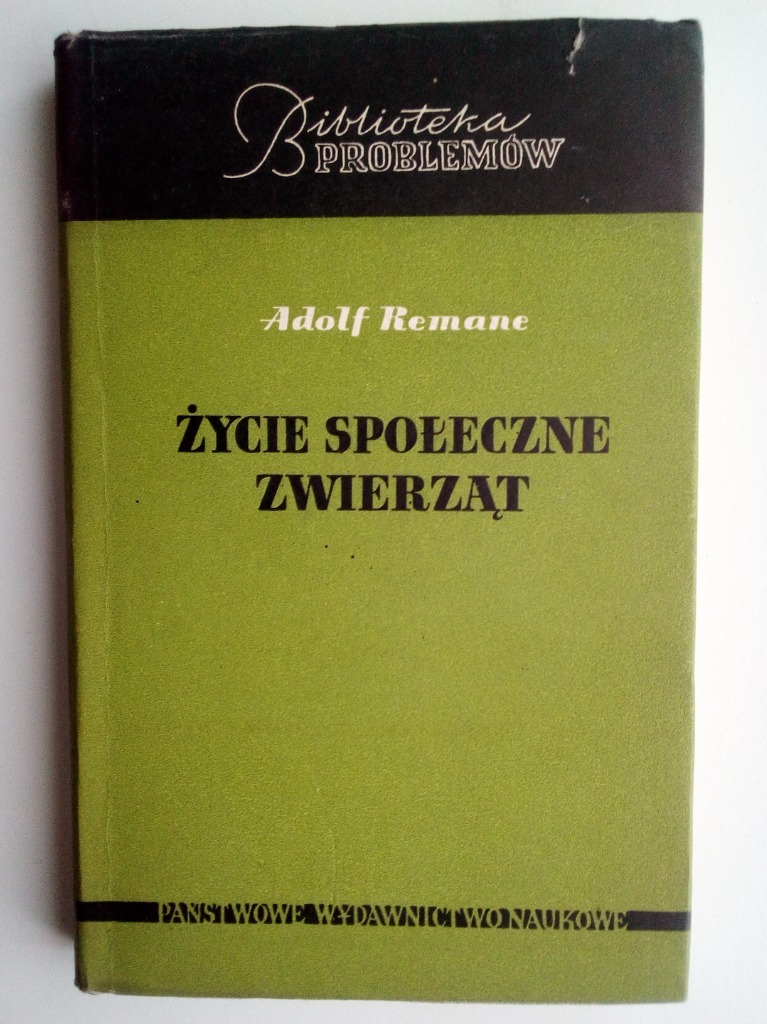 Biblioteka
PROBLEMÓW
Adolf Remane
ŻYCIE SPOŁECZNE
ZWIERZĄT
PAŃSTWOWE WYDAWNICTWO NAUKOWE